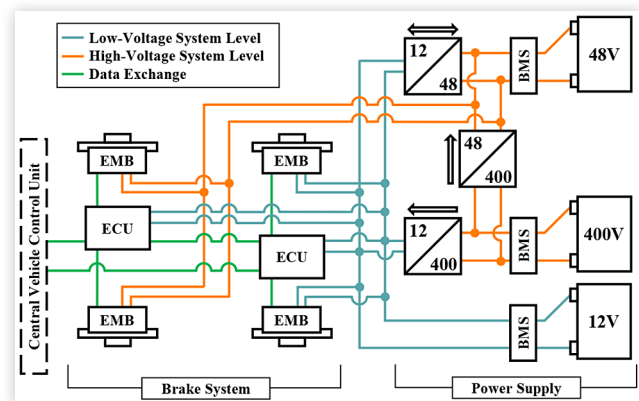 Low-Voltage System Level
High-Voltage System Level
Data Exchange
12
48
BMS
48V
EMB
EMB
48
400
Central Vehicle Control Unit
ECU
ECU
12
400
BMS
400V
EMB
EMB
BMS
12V
Brake System
Power Supply